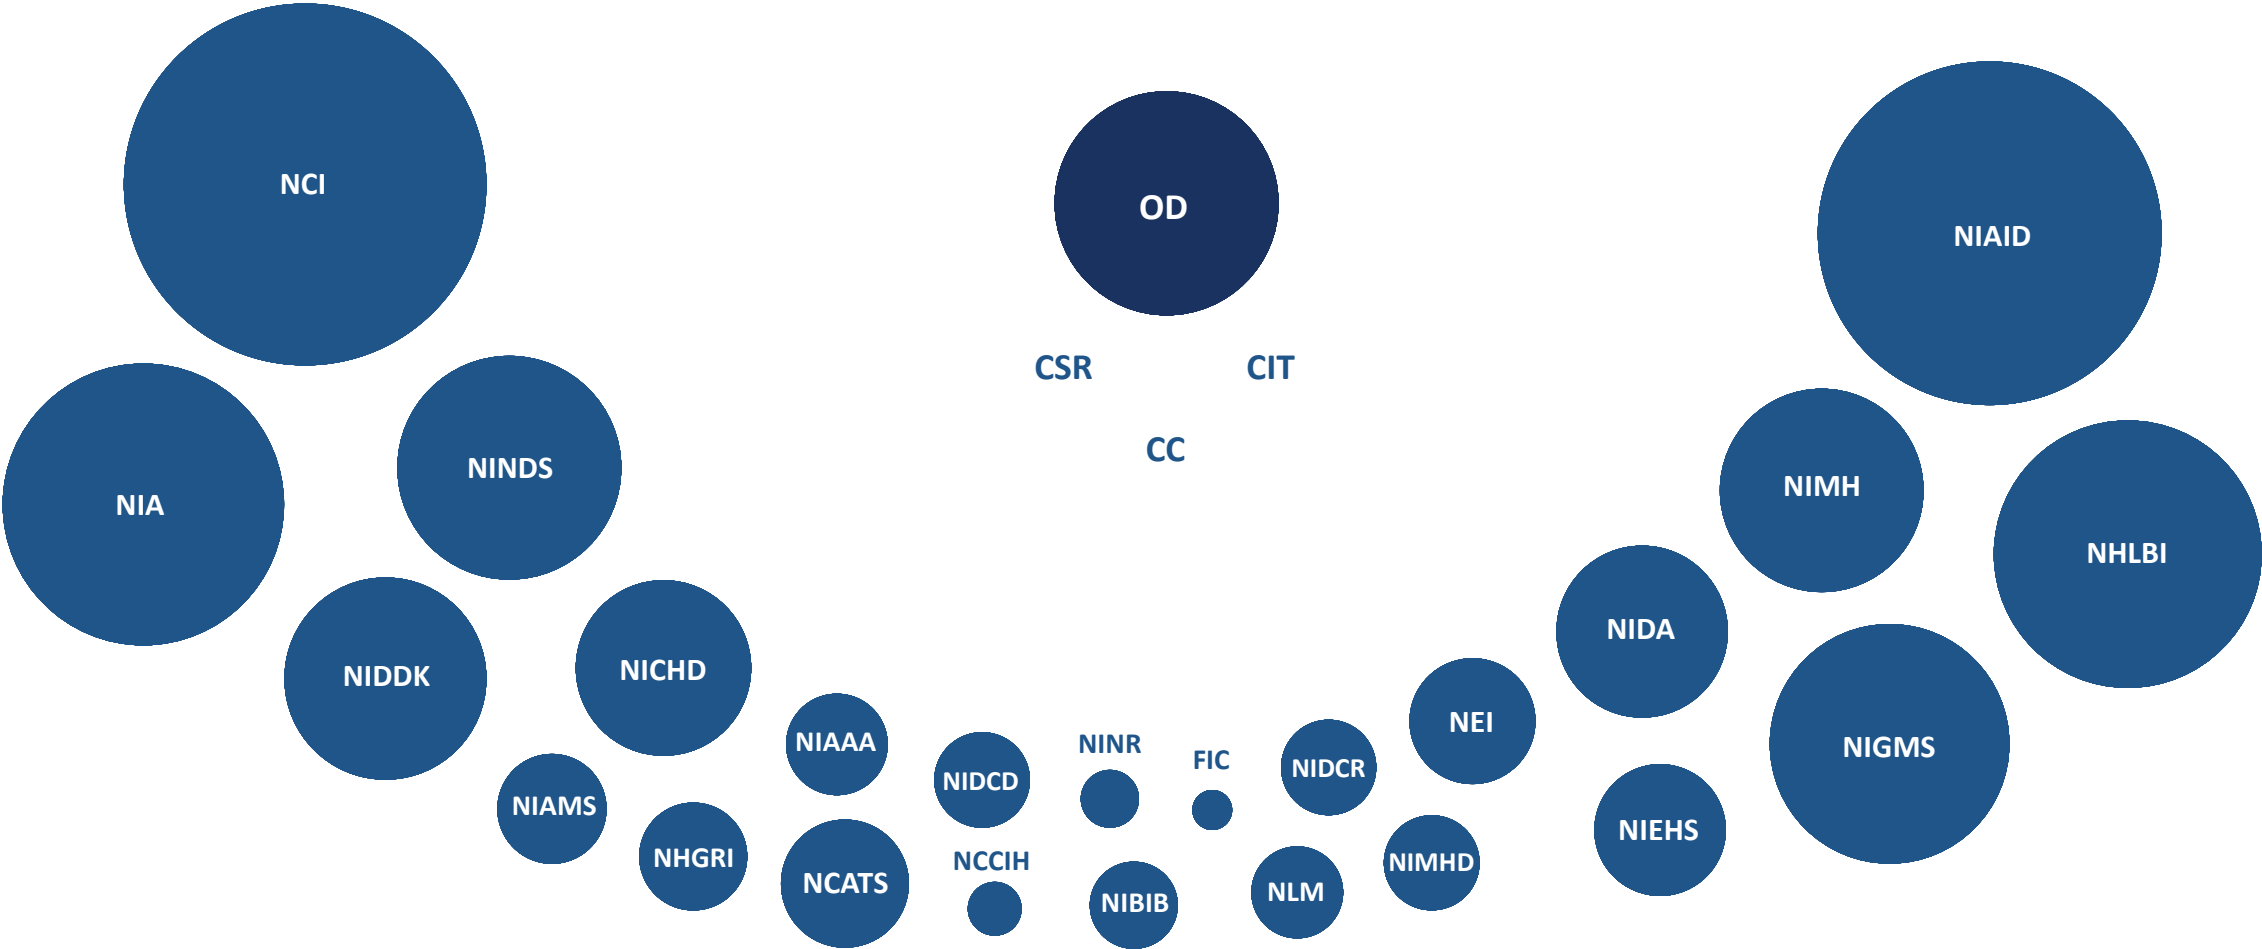 NCI
OD
NIAID
CSR
CIT
CC
NINDS
NIA
NIMH
NHLBI
NIDA
NICHD
NIDDK
NEI
NIGMS
NIAAA
NINR
FIC
NIDCR
NIDCD
NIAMS
NIEHS
NHGRI
NCCIH
NIMHD
NCATS
NLM
NIBIB